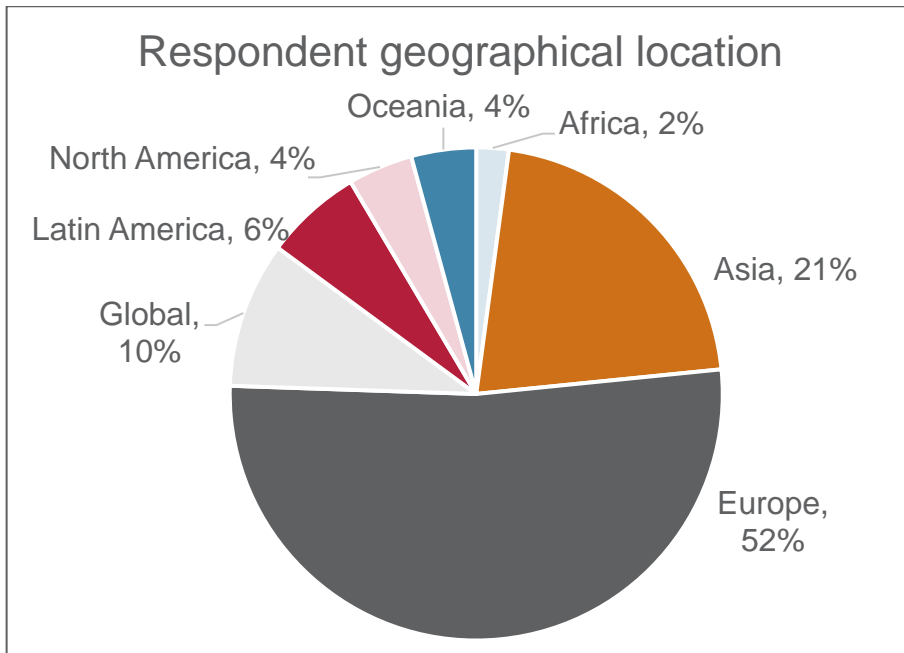 Respondent geographical location
Oceania, 4%
Africa, 2%
North America, 4%
Latin America, 6%
Asia, 21%
Global,
10%
Europe,
52%